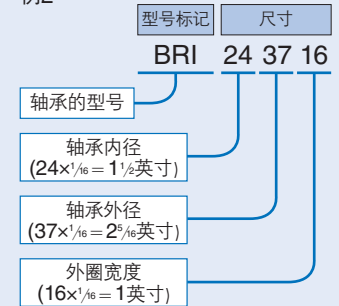 例2
型号标记 尺寸
BRI 24 37 16
轴承的型号
轴承内径
(24×1/16＝1 1/2英寸)
轴承外径
(37×1/16＝2 5/16英寸)
外圈宽度
(16×1/16＝1英寸)